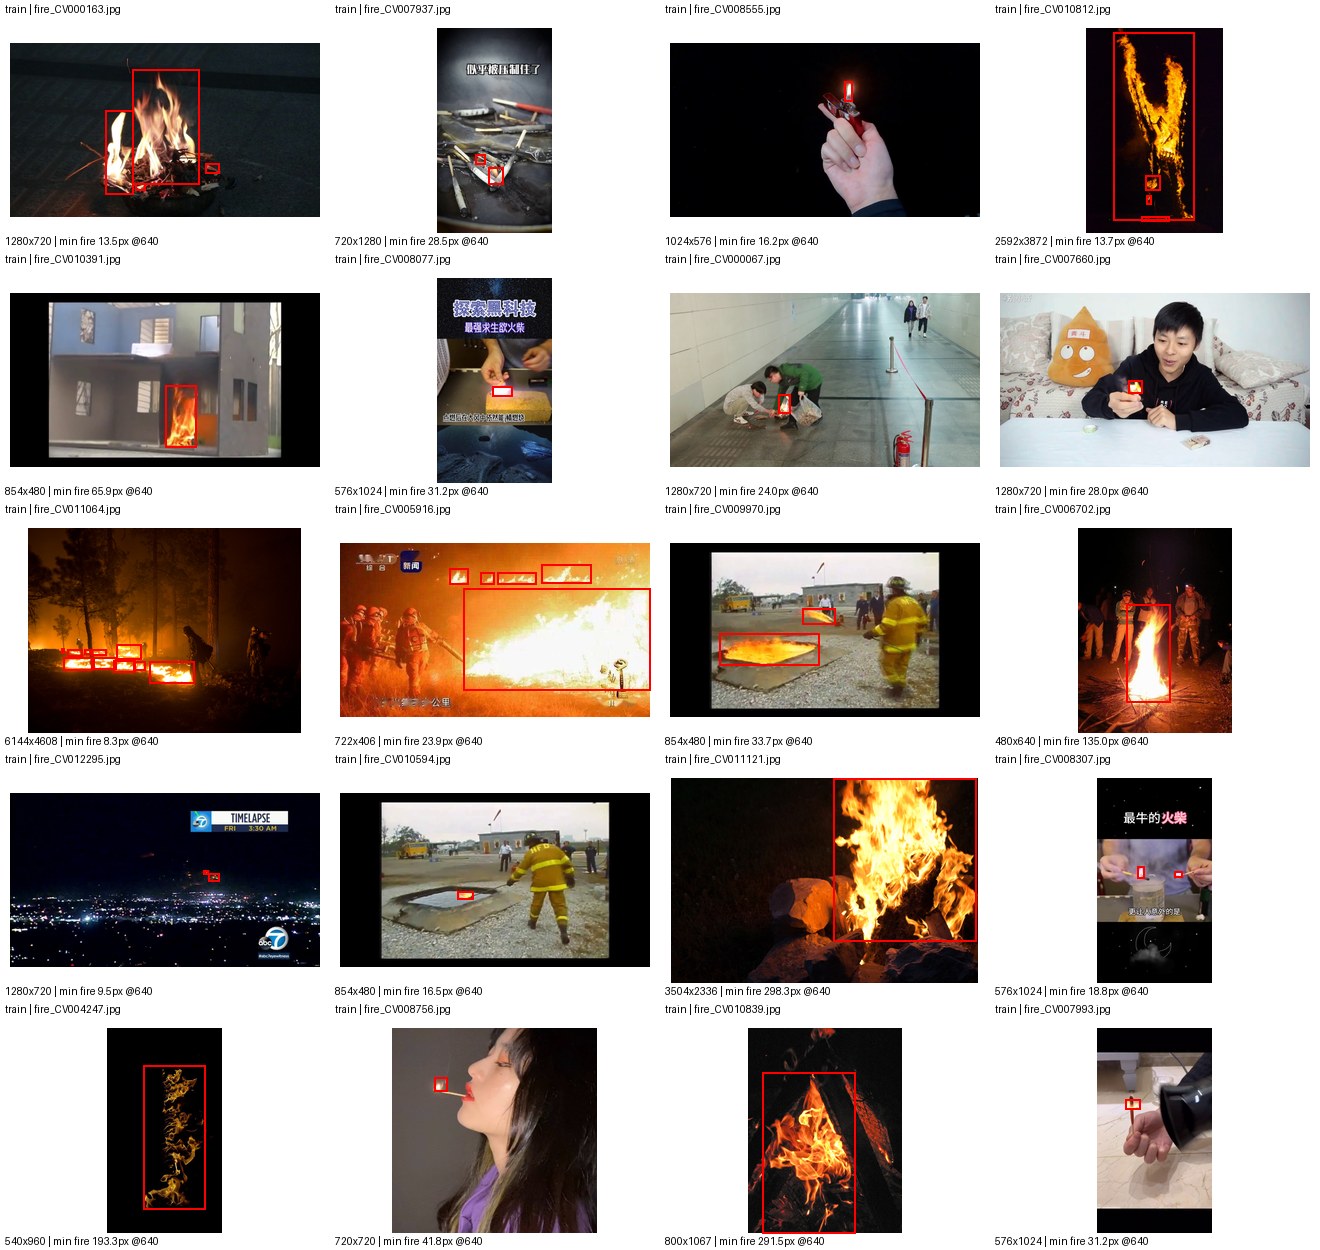 train | fire_CV000163.jpg
train | fire_CV007937.jpg
train | fire_CV008555.jpg
train | fire_CV010812.jpg
似乎被压制住了
1280x720 | min fire 13.5px @640
720x1280 | min fire 28.5px @640
1024x576 | min fire 16.2px @640
2592x3872 | min fire 13.7px @640
train | fire_CV010391.jpg
train | fire_CV008077.jpg
train | fire_CV000067.jpg
train | fire_CV007660.jpg
探索黑科技
最强求生欲火柴
854x480 | min fire 65.9px @640
576x1024 | min fire 31.2px @640
1280x720 | min fire 24.0px @640
1280x720 | min fire 28.0px @640
train | fire_CV011064.jpg
train | fire_CV005916.jpg
train | fire_CV009970.jpg
train | fire_CV006702.jpg
综合
新闻
公里
6144x4608 | min fire 8.3px @640
722x406 | min fire 23.9px @640
854x480 | min fire 33.7px @640
480x640 | min fire 135.0px @640
train | fire_CV012295.jpg
train | fire_CV010594.jpg
train | fire_CV011121.jpg
train | fire_CV008307.jpg
7 TIMELAPSE
FRI 3:30 AM
最牛的火柴
abc 7
1280x720 | min fire 9.5px @640
854x480 | min fire 16.5px @640
3504x2336 | min fire 298.3px @640
576x1024 | min fire 18.8px @640
train | fire_CV004247.jpg
train | fire_CV008756.jpg
train | fire_CV010839.jpg
train | fire_CV007993.jpg
540x960 | min fire 193.3px @640
720x720 | min fire 41.8px @640
800x1067 | min fire 291.5px @640
576x1024 | min fire 31.2px @640